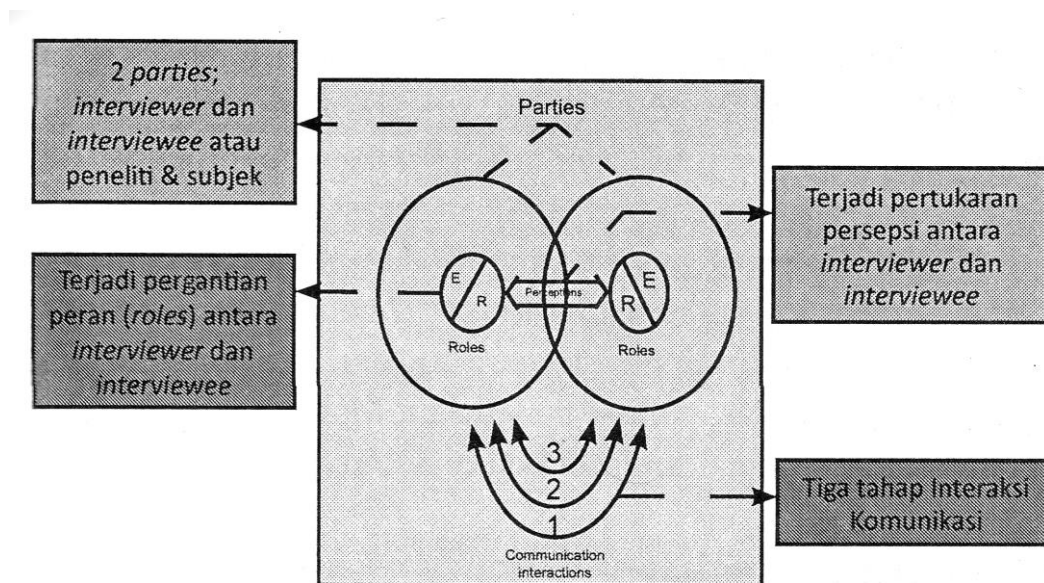 2 parties;
interviewer dan
interviewee atau
peneliti & subjek
Parties
Terjadi pertukaran
persepsi antara
interviewer dan
interviewee
Terjadi pergantian
peran (roles) antara
interviewer dan
interviewee
E
R
Roles
Perceptions
E
R
Roles
3
2
1
Communication
interactions
Tiga tahap Interaksi
Komunikasi